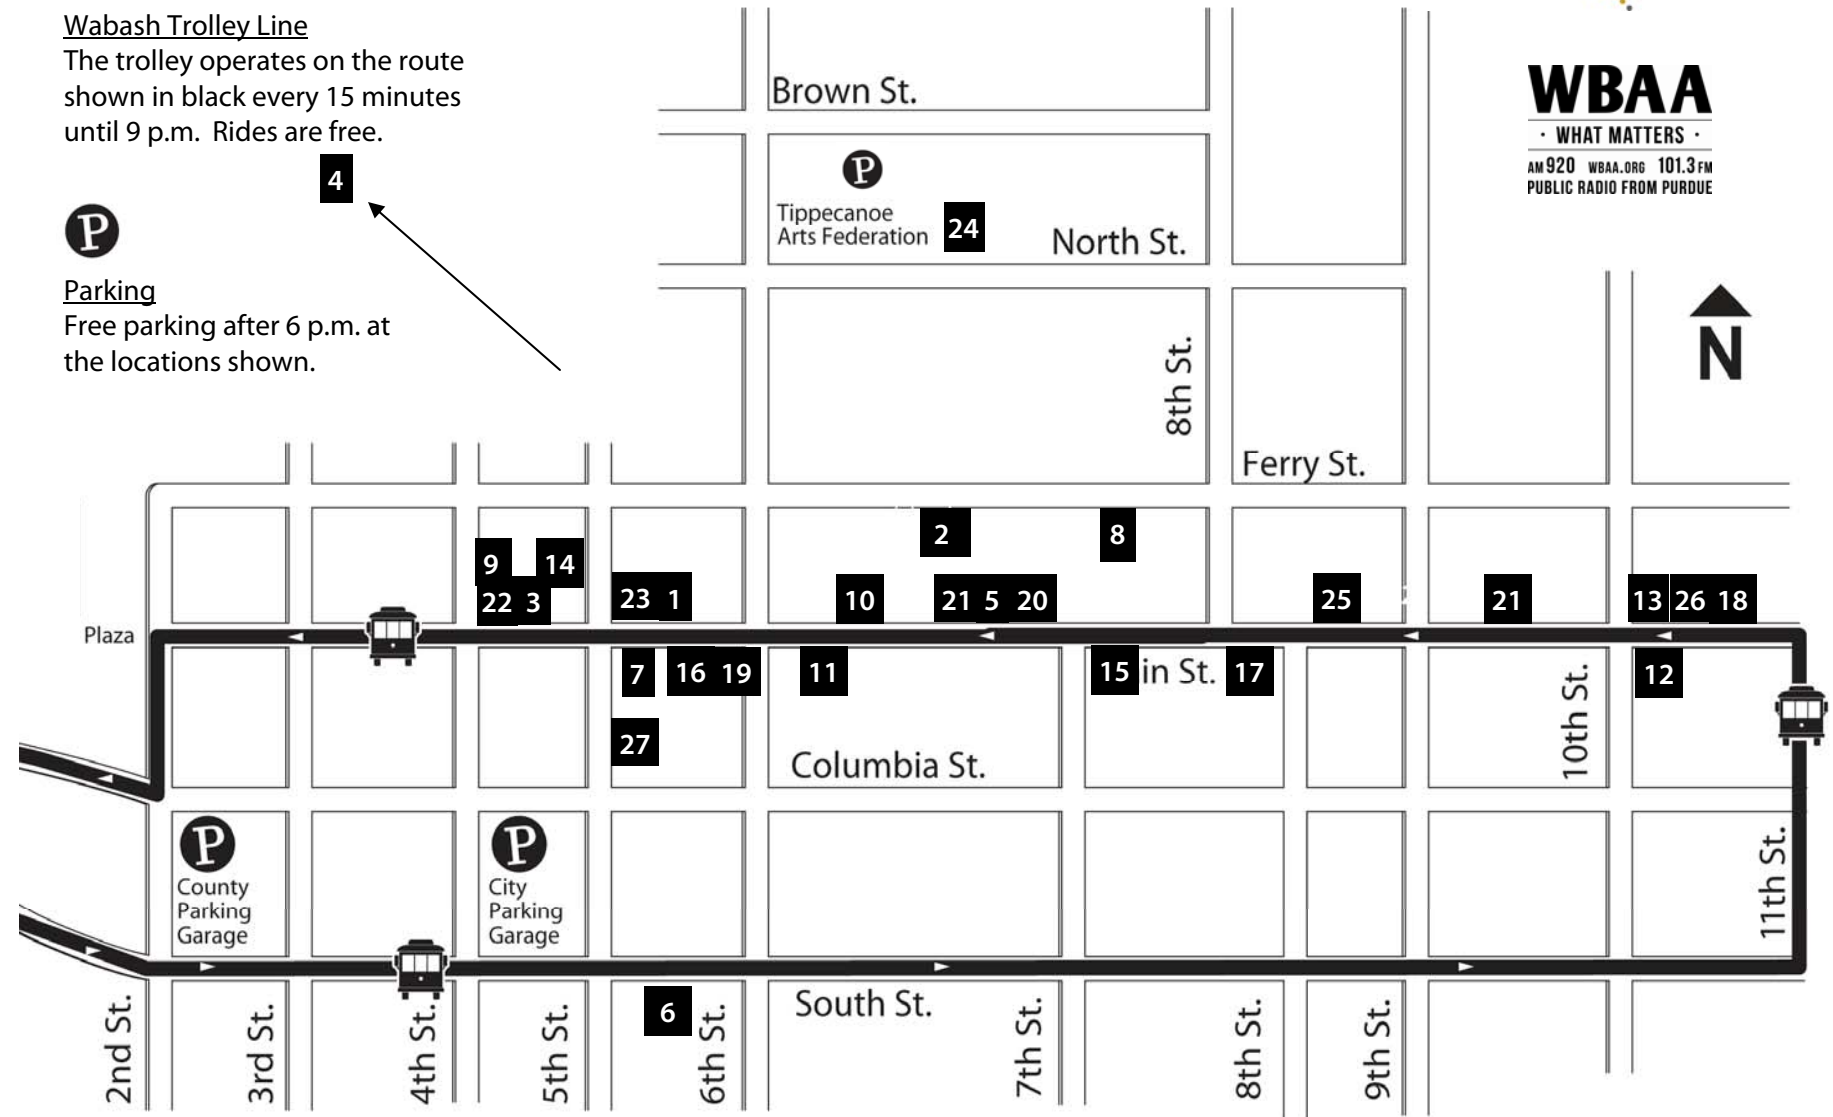 Wabash Trolley Line
The trolley operates on the route
shown in black every 15 minutes
until 9 p.m. Rides are free.
4
P
Parking
Free parking after 6 p.m. at
the locations shown.
Brown St.
P
Tippecanoe
Arts Federation
24
North St.
WBAA
· WHAT MATTERS ·
AM 920 WBAA.ORG 101.3 FM
PUBLIC RADIO FROM PURDUE
N
8th St.
Ferry St.
2
8
9
14
22 3
23 1
10
21 5 20
25
21
13 26 18
Plaza
7
16 19
11
15
in St.
17
12
27
Columbia St.
10th St.
P
County
Parking
Garage
P
City
Parking
Garage
11th St.
6
South St.
2nd St.
3rd St.
4th St.
5th St.
6th St.
7th St.
8th St.
9th St.